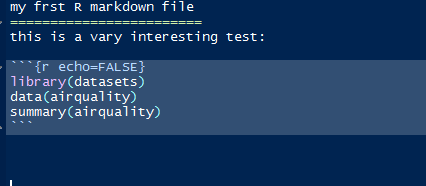 my frst R markdown file
========================
this is a vary interesting test:
```{r echo=FALSE}
library(datasets)
data(airquality)
summary(airquality)
```